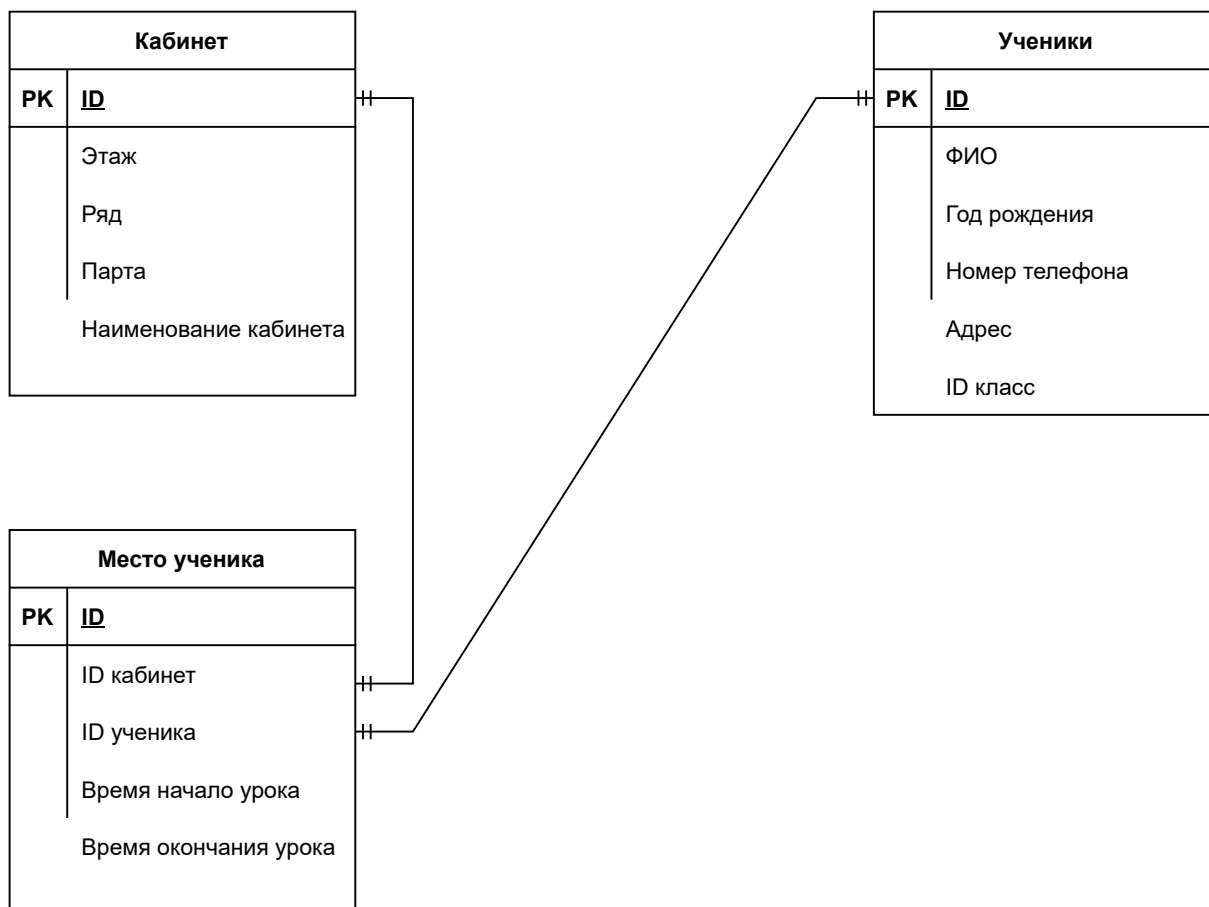 Кабинет
PK ID
Этаж
Ряд
Парта
Наименование кабинета
Ученики
PK ID
ФИО
Год рождения
Номер телефона
Адрес
ID класс
Место ученика
PK ID
ID кабинет
ID ученика
Время начало урока
Время окончания урока